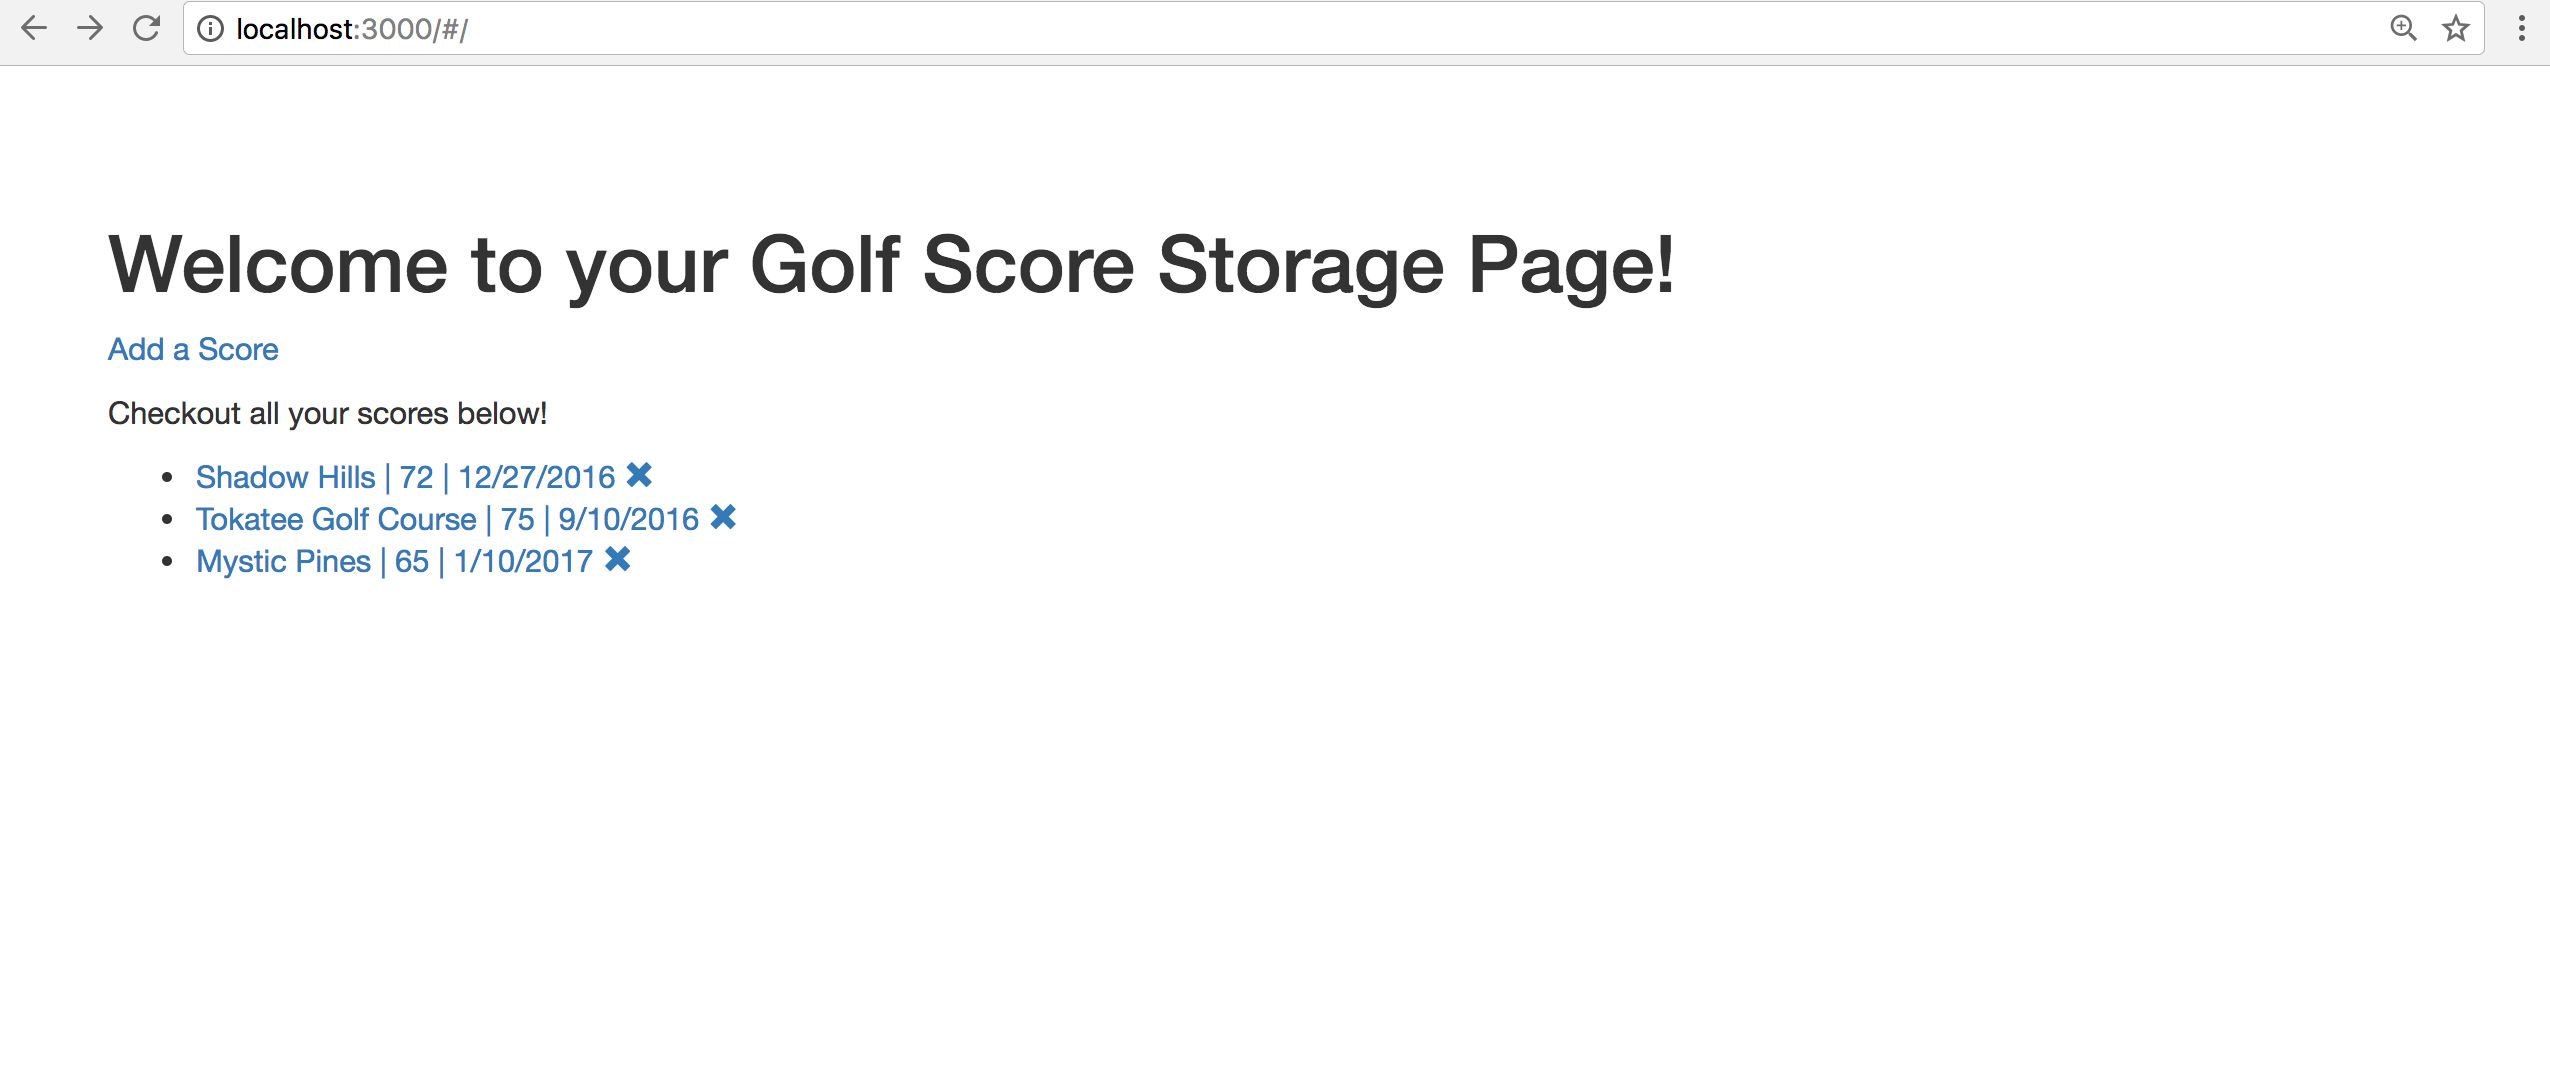 localhost:3000/#/
Welcome to your Golf Score Storage Page!
Add a Score
Checkout all your scores below!
Shadow Hills | 72 | 12/27/2016
Tokatee Golf Course | 75 | 9/10/2016
Mystic Pines | 65 | 1/10/2017